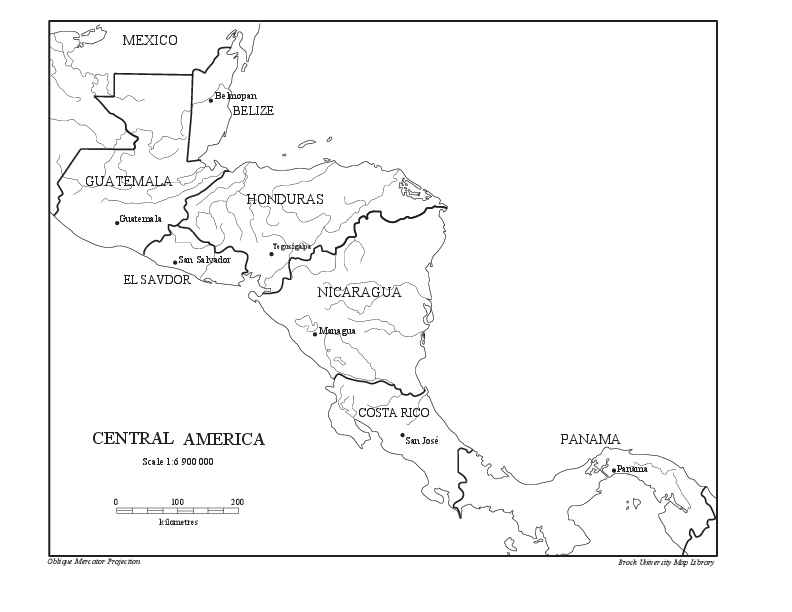 MEXICO
Belmopan
BELIZE
GUATEMALA
HONDURAS
Guatemala
Tegucigalpa
San Salvador
EL SAVDOR
NICARAGUA
Managua
COSTA RICO
San José
CENTRAL AMERICA
PANAMA
Scale 1:6 900 000
Panama
0 100 200
kilometres
Oblique Mercator Projection
Brock University Map Library